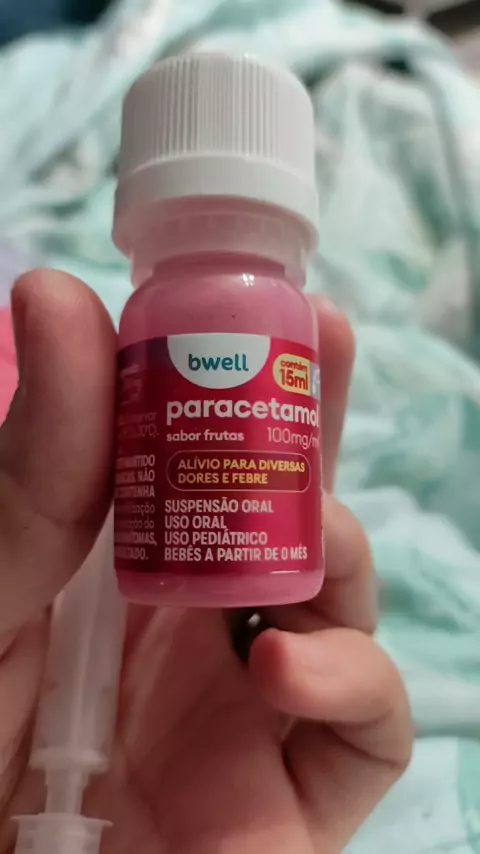 bwell
contém
15ml
paracetamol
sabor frutas 100mg/ml
ALÍVIO PARA DIVERSAS
DORES E FEBRE
SUSPENSÃO ORAL
USO ORAL
USO PEDIÁTRICO
BEBÊS A PARTIR DE 0 MÊS